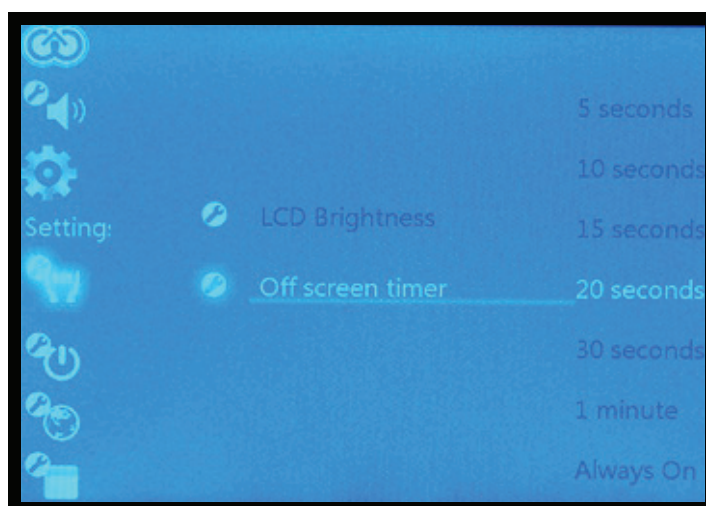 5 seconds
10 seconds
Settings
LCD Brightness
15 seconds
Off screen timer
20 seconds
30 seconds
1 minute
Always On